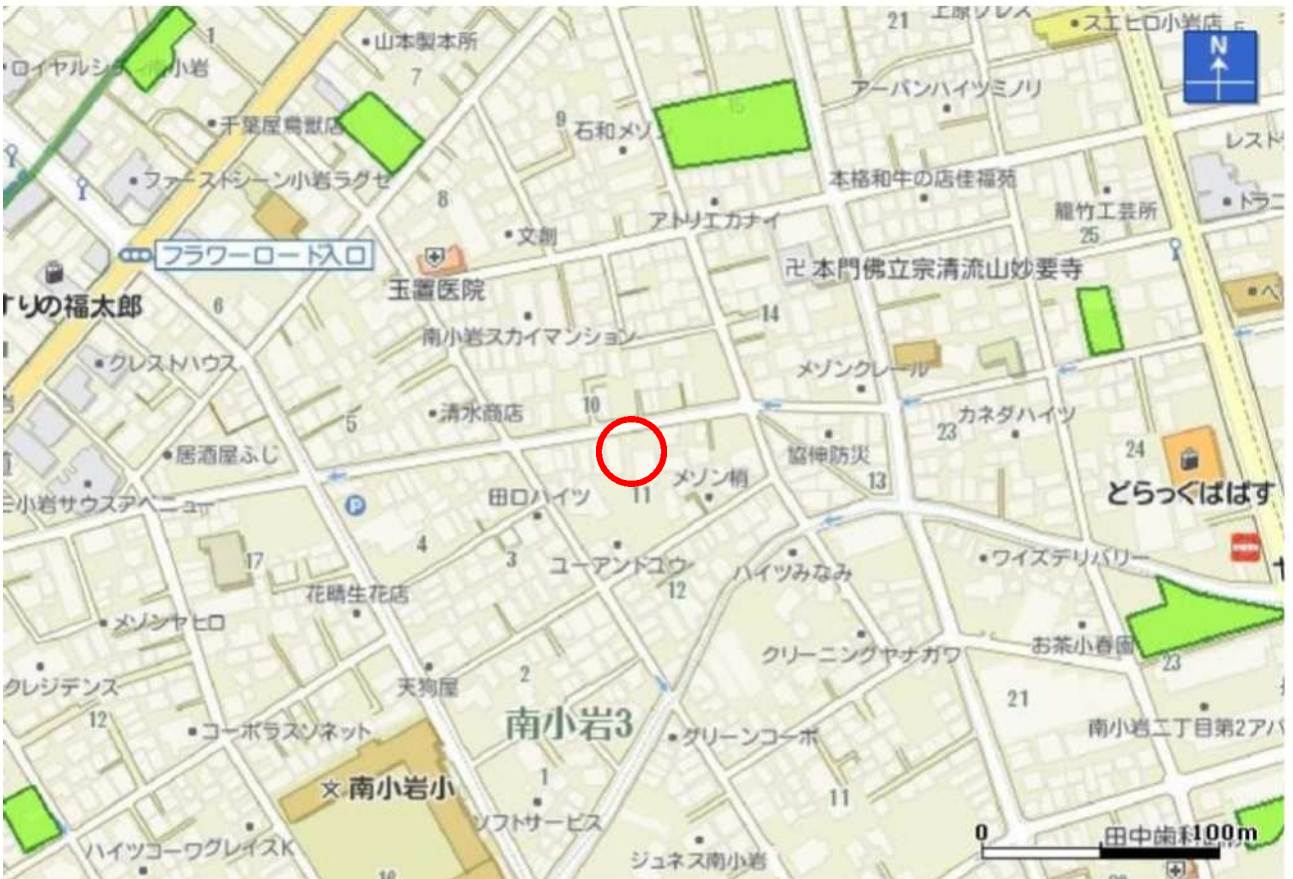 21
上原リレス
スエヒロ小岩店
N
1
山本製本所
7
千葉屋鳥獣店
9
石和メゾ
15
アーバンハイツミノリ
ファーストシーン小岩ラグゼ
8
本格和牛の店佳福苑
アトリエカナイ
籠竹工芸所
25
文創
フラワーロード入口
卍本門佛立宗清流山妙要寺
玉置医院
すりの福太郎
6
14
南小岩スカイマンション
クレストハウス
メゾングレール
10
清水商店
5
カネダハイツ
23
24
居酒屋ふじ
協伸防災
13
メゾン梢
どらっぐぱぱす
小岩サウスアベニュー
P
田口ハイツ
11
4
3
17
ユーアンドユウ
12
ハイツみなみ
ワイズデリバリー
花晴生花店
メゾンヤヒロ
クリーニングヤナガワ
お茶小春園
23
クレジデンス
天狗屋
2
21
12
コーポラスソネット
南小岩3
グリーンコーポ
南小岩二丁目第2アパ
文 南小岩小
1
11
ソフトサービス
0
100m
田中歯科
ハイツコーワグレイスK
ジュネス南小岩
16